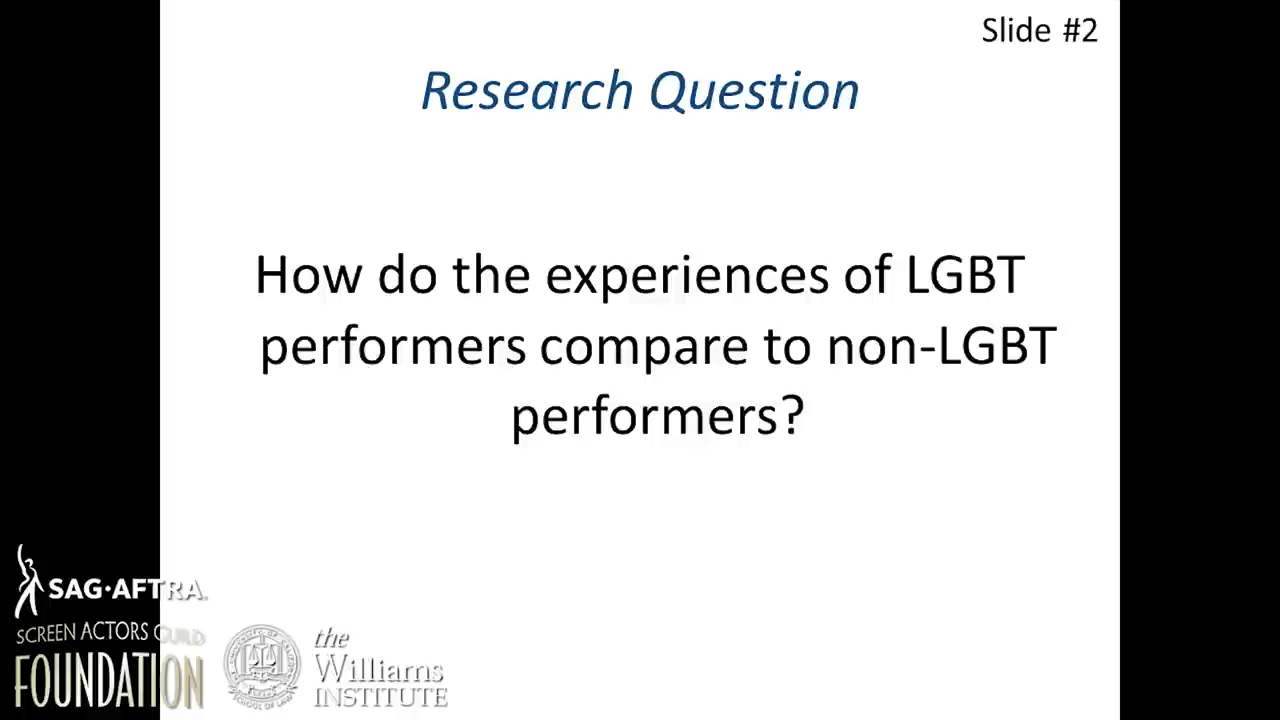 Slide #2
Research Question
How do the experiences of LGBT
performers compare to non-LGBT
performers?
SAG·AFTRA.
SCREEN ACTORS GUILD
FOUNDATION
the
Williams
INSTITUTE